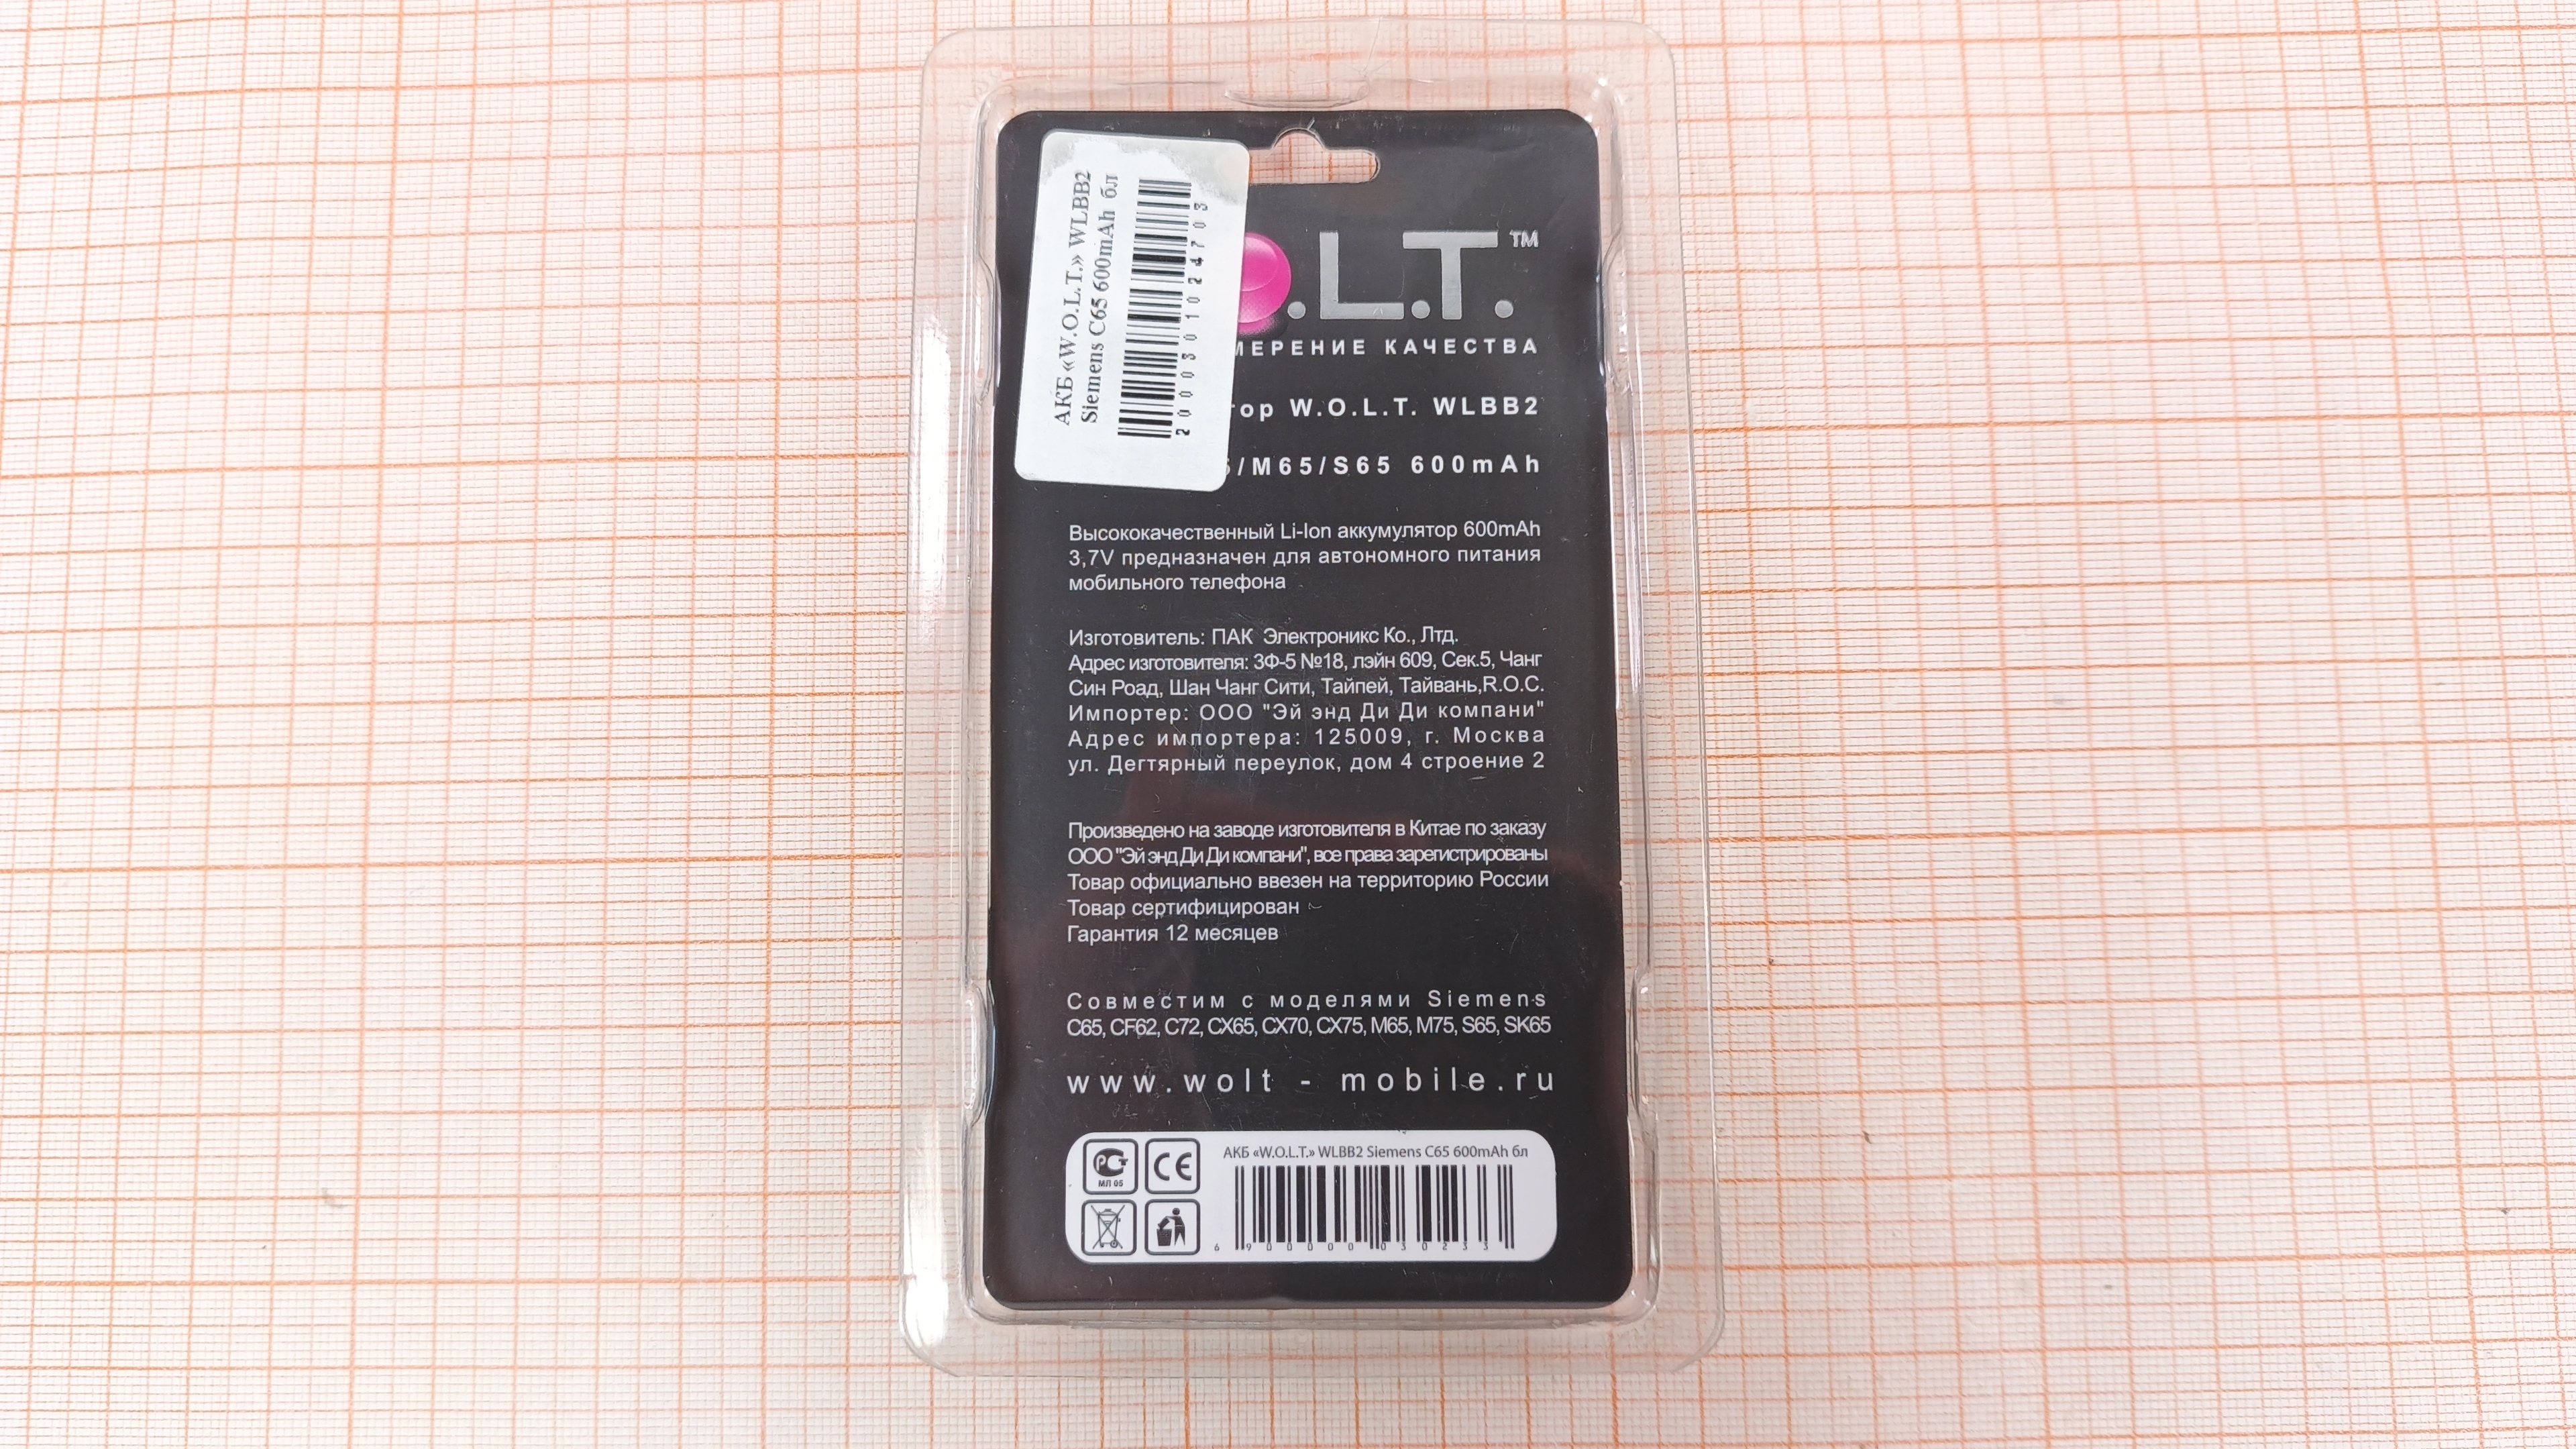 АКБ «W.O.L.T.» WLBB2
Siemens C65 600mAh бл
2000301024703
.L.T.™
МЕРЕНИЕ КАЧЕСТВА
тор W.O.L.T. WLBB2
/M65/S65 600mAh
Высококачественный Li-Ion аккумулятор 600mAh
3,7V предназначен для автономного питания
мобильного телефона
Изготовитель: ПАК Электроникс Ко., Лтд.
Адрес изготовителя: 3Ф-5 №18, лэйн 609, Сек.5, Чанг
Син Роад, Шан Чанг Сити, Тайпей, Тайвань,R.O.C.
Импортер: ООО "Эй энд Ди Ди компани"
Адрес импортера: 125009, г. Москва
ул. Дегтярный переулок, дом 4 строение 2
Произведено на заводе изготовителя в Китае по заказу
ООО "Эй энд Ди Ди компани", все права зарегистрированы
Товар официально ввезен на территорию России
Товар сертифицирован
Гарантия 12 месяцев
Совместим с моделями Siemens
C65, CF62, C72, CX65, CX70, CX75, M65, M75, S65, SK65
www.wolt - mobile.ru
РСТ
МЛ 05
CE
АКБ «W.O.L.T.» WLBB2 Siemens C65 600mAh бл
6900000030233